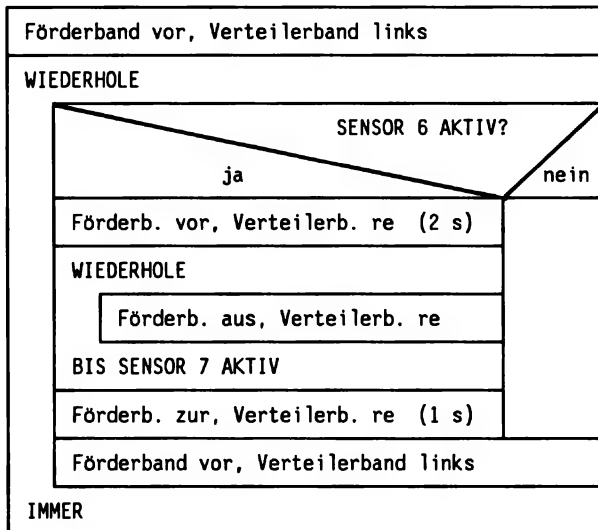 Förderband vor, Verteilerband links
WIEDERHOLE
SENSOR 6 AKTIV?
ja
nein
Förderb. vor, Verteilerb. re (2 s)
WIEDERHOLE
Förderb. aus, Verteilerb. re
BIS SENSOR 7 AKTIV
Förderb. zur, Verteilerb. re (1 s)
Förderband vor, Verteilerband links
IMMER